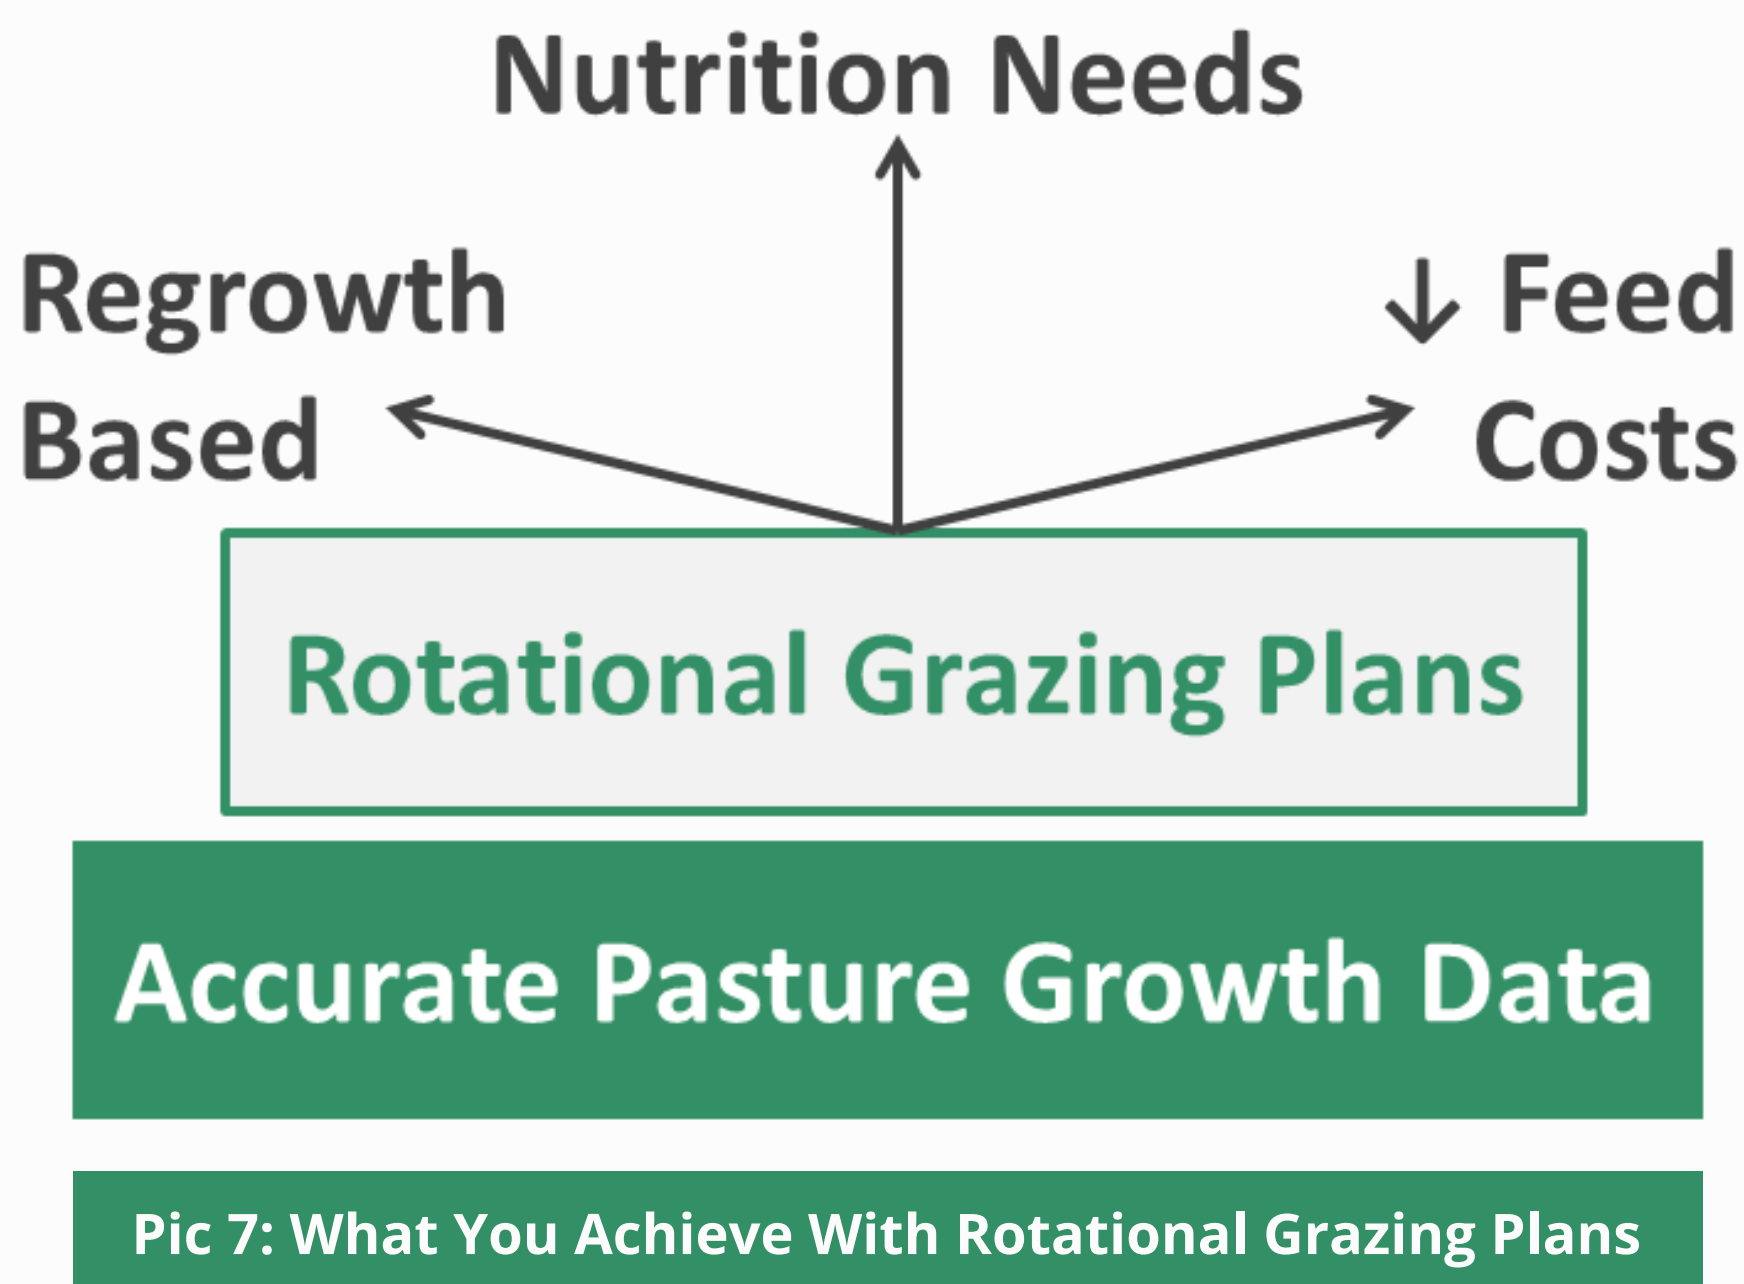 Nutrition Needs
Regrowth
Based
↓ Feed
Costs
Rotational Grazing Plans
Accurate Pasture Growth Data
Pic 7: What You Achieve With Rotational Grazing Plans